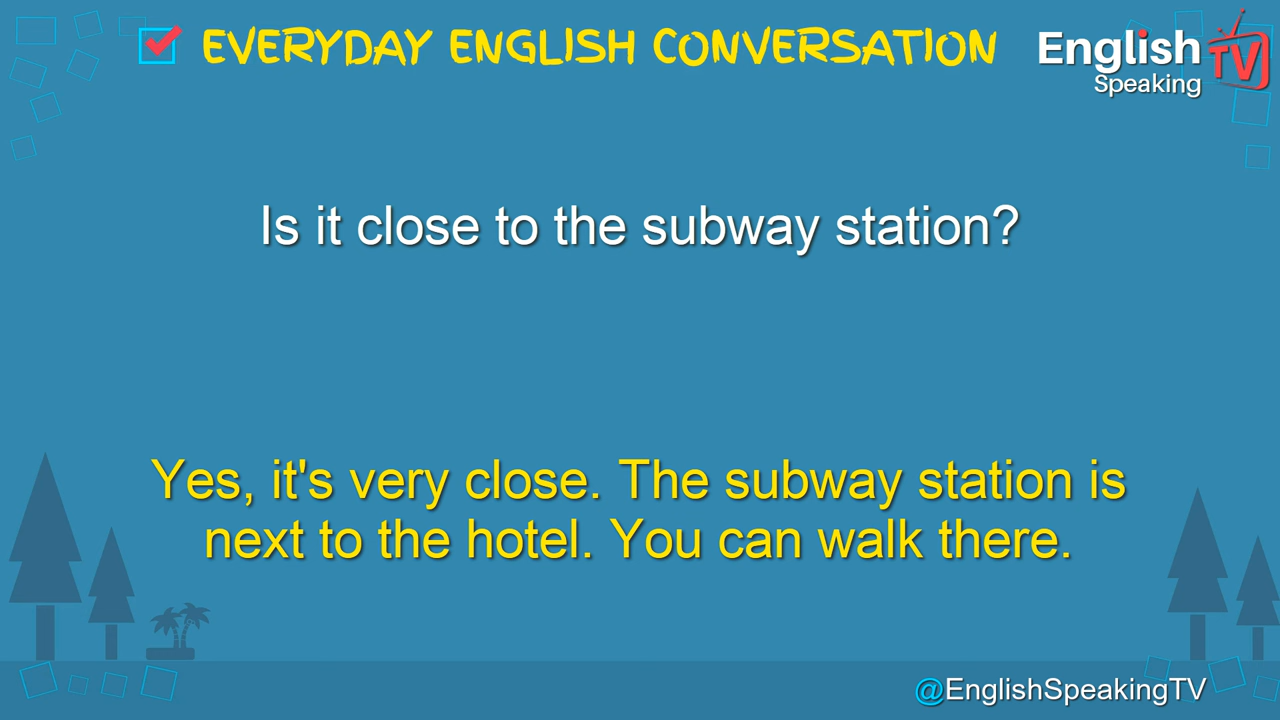 EVERYDAY ENGLISH CONVERSATION
English
Speaking
TV
Is it close to the subway station?
Yes, it's very close. The subway station is
next to the hotel. You can walk there.
@EnglishSpeakingTV